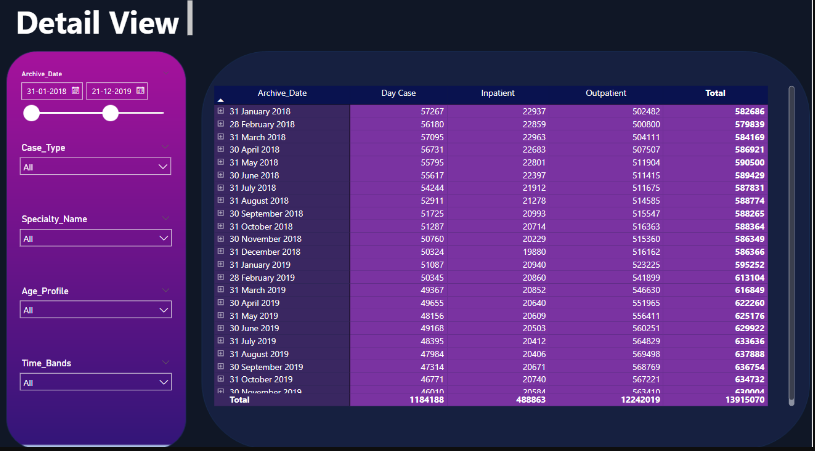 Detail View
Archive_Date
31-01-2018 21-12-2019
Case_Type
All
Specialty_Name
All
Age_Profile
All
Time_Bands
All
Archive_Date Day Case Inpatient Outpatient Total
31 January 2018 57267 22937 502482 582686
28 February 2018 56180 22859 500800 579839
31 March 2018 57095 22963 504111 584169
30 April 2018 56731 22683 507507 586921
31 May 2018 55795 22801 511904 590500
30 June 2018 55617 22397 511415 589429
31 July 2018 54244 21912 511675 587831
31 August 2018 52911 21278 514585 588774
30 September 2018 51725 20993 515547 588265
31 October 2018 51287 20714 516363 588364
30 November 2018 50760 20229 515360 586349
31 December 2018 50324 19880 516162 586366
31 January 2019 51087 20940 523225 595252
28 February 2019 50345 20860 541899 613104
31 March 2019 49367 20852 546630 616849
30 April 2019 49655 20640 551965 622260
31 May 2019 48156 20609 556411 625176
30 June 2019 49168 20503 560251 629922
31 July 2019 48395 20412 564829 633636
31 August 2019 47984 20406 569498 637888
30 September 2019 47314 20671 568769 636754
31 October 2019 46771 20740 567221 634732
30 November 2019 46010 20584 563410 630004
Total 1184188 488863 12242019 13915070